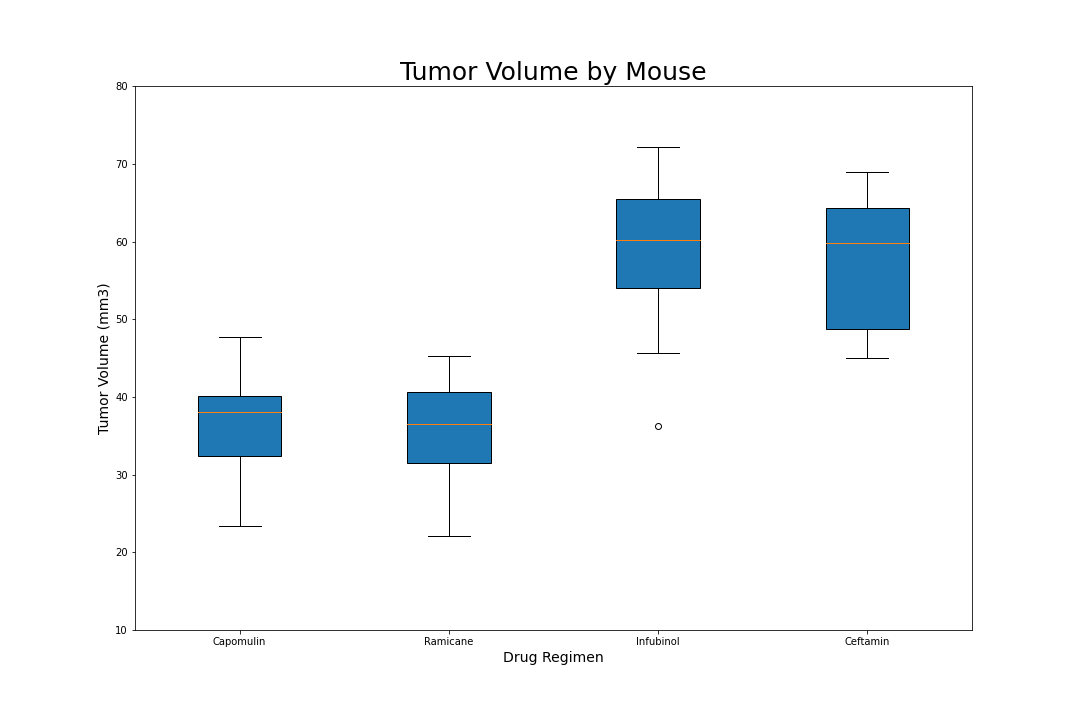 Tumor Volume by Mouse
80
70
60
50
40
30
20
10
Tumor Volume (mm3)
Capomulin Ramicane Infubinol Ceftamin
Drug Regimen